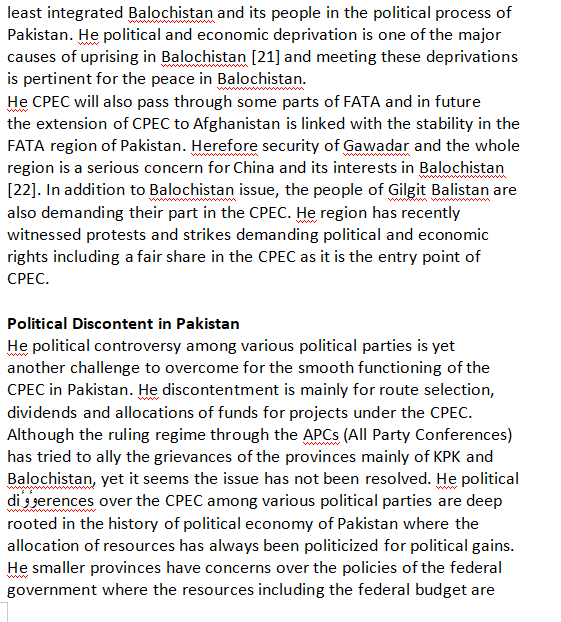 least integrated Balochistan and its people in the political process of
Pakistan. He political and economic deprivation is one of the major
causes of uprising in Balochistan [21] and meeting these deprivations
is pertinent for the peace in Balochistan.
He CPEC will also pass through some parts of FATA and in future
the extension of CPEC to Afghanistan is linked with the stability in the
FATA region of Pakistan. Herefore security of Gawadar and the whole
region is a serious concern for China and its interests in Balochistan
[22]. In addition to Balochistan issue, the people of Gilgit Balistan are
also demanding their part in the CPEC. He region has recently
witnessed protests and strikes demanding political and economic
rights including a fair share in the CPEC as it is the entry point of
CPEC.
Political Discontent in Pakistan
He political controversy among various political parties is yet
another challenge to overcome for the smooth functioning of the
CPEC in Pakistan. He discontentment is mainly for route selection,
dividends and allocations of funds for projects under the CPEC.
Although the ruling regime through the APCs (All Party Conferences)
has tried to ally the grievances of the provinces mainly of KPK and
Balochistan, yet it seems the issue has not been resolved. He political
over the CPEC among various political parties are deep
rooted in the history of political economy of Pakistan where the
allocation of resources has always been politicized for political gains.
He smaller provinces have concerns over the policies of the federal
government where the resources including the federal budget are